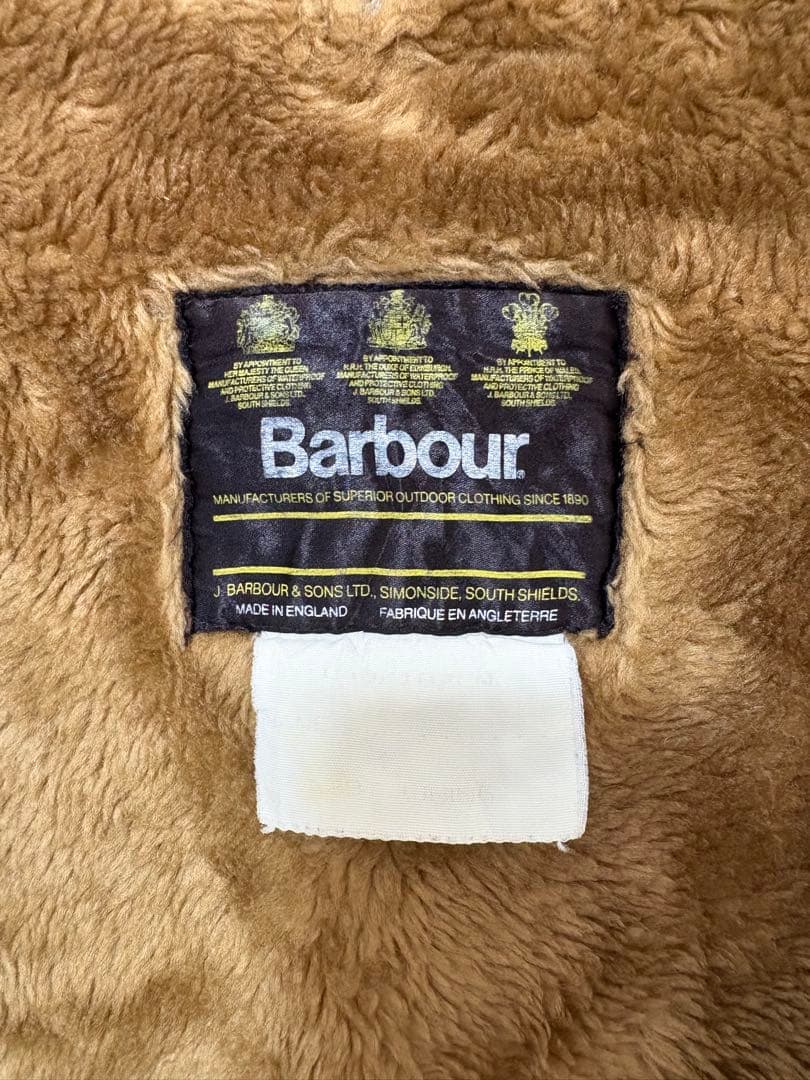 BY APPOINTMENT TO
HER MAJESTY THE QUEEN
MANUFACTURERS OF WATERPROOF
AND PROTECTIVE CLOTHING
J. BARBOUR & SONS LTD.
SOUTH SHIELDS.
BY APPOINTMENT TO
H.R.H. THE DUKE OF EDINBURGH
MANUFACTURERS OF WATERPROOF
AND PROTECTIVE CLOTHING
J. BARBOUR & SONS LTD.
SOUTH SHIELDS.
BY APPOINTMENT TO
H.R.H. THE PRINCE OF WALES
MANUFACTURERS OF WATERPROOF
AND PROTECTIVE CLOTHING
J. BARBOUR & SONS LTD.
SOUTH SHIELDS.
Barbour®
MANUFACTURERS OF SUPERIOR OUTDOOR CLOTHING SINCE 1890
J. BARBOUR & SONS LTD., SIMONSIDE, SOUTH SHIELDS.
MADE IN ENGLAND FABRIQUE EN ANGLETERRE